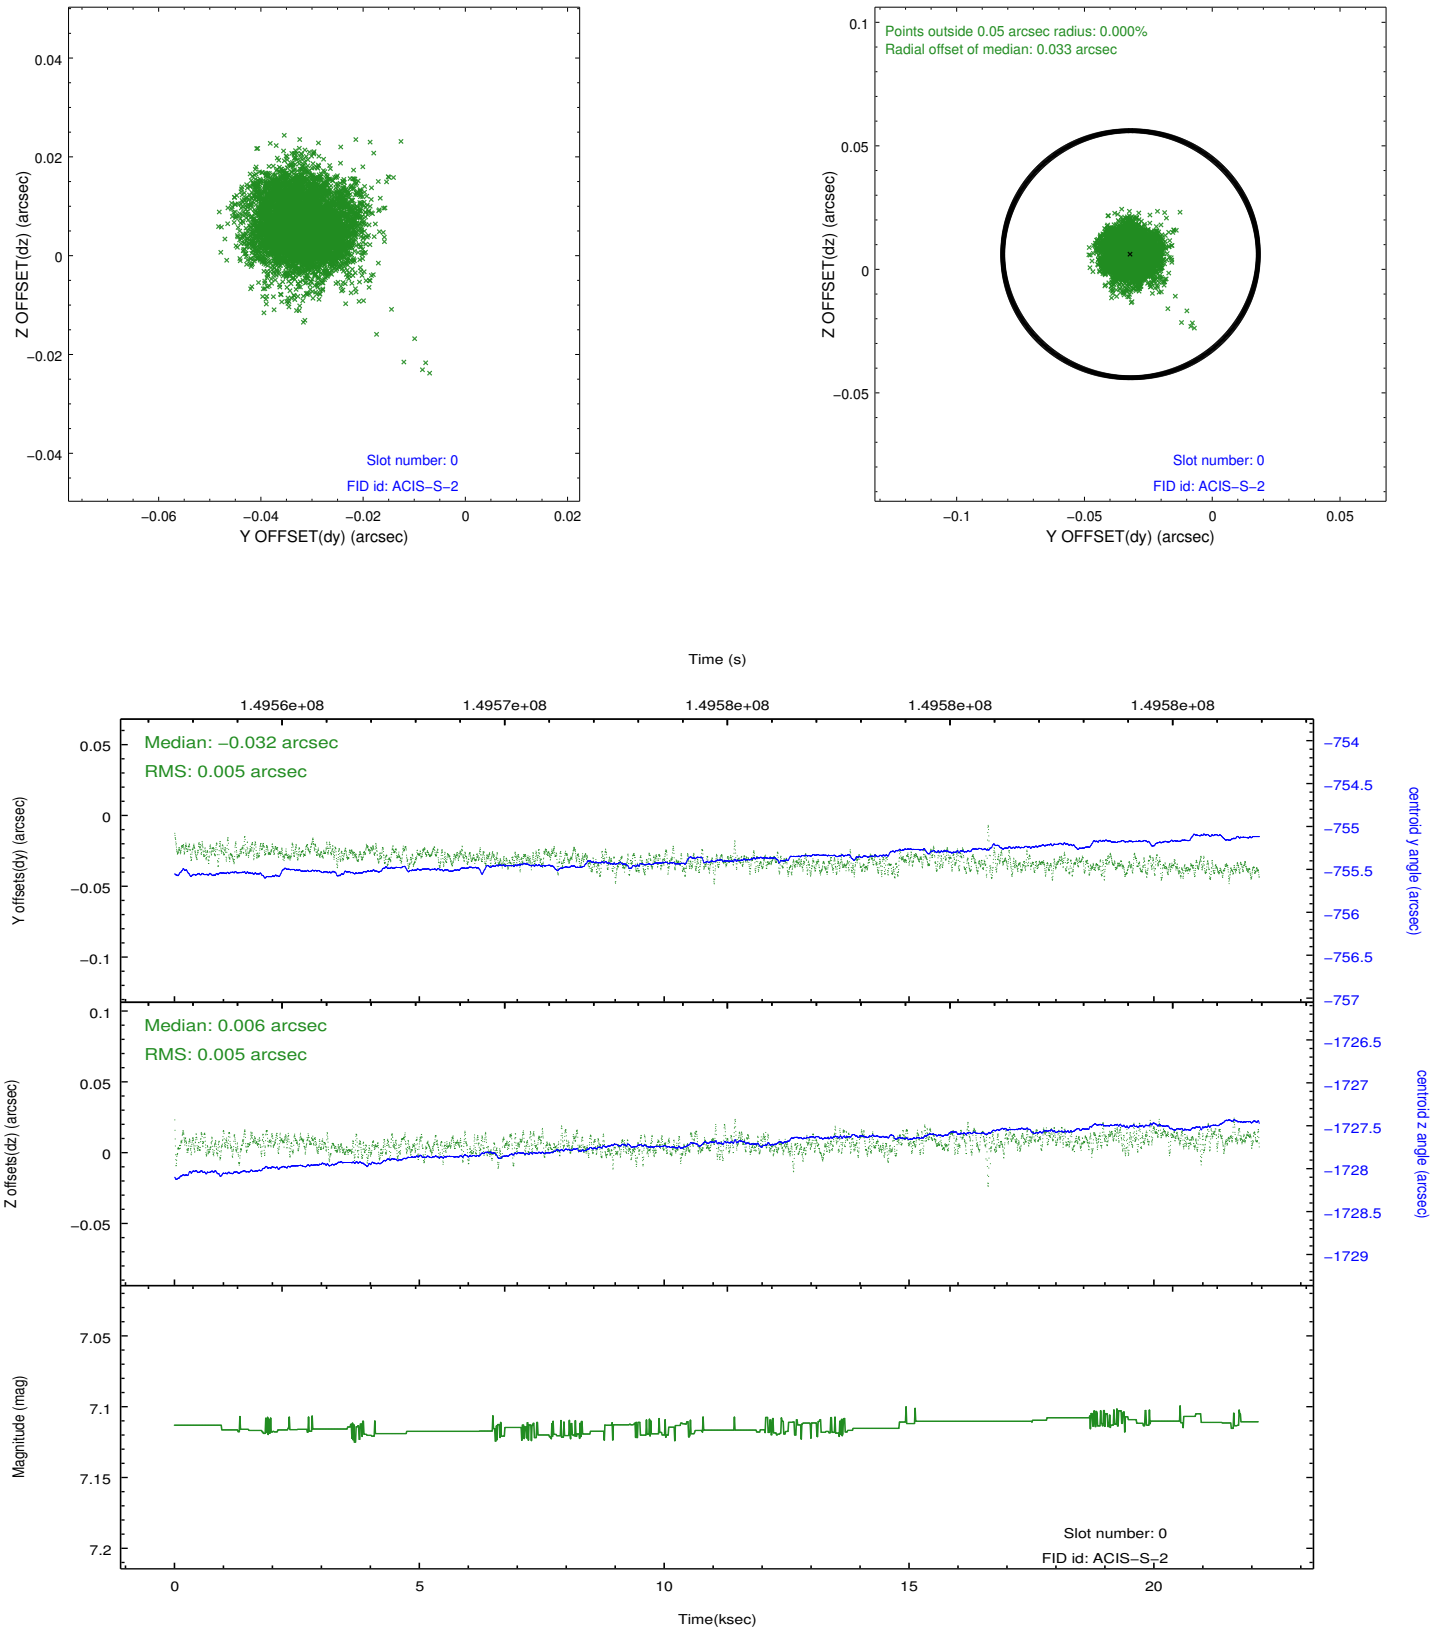 0.04
0.02
0
−0.02
−0.04
Z OFFSET(dz) (arcsec)
Slot number: 0
FID id: ACIS−S−2
−0.06
−0.04
−0.02
0
0.02
Y OFFSET(dy) (arcsec)
Points outside 0.05 arcsec radius: 0.000%
Radial offset of median: 0.033 arcsec
0.1
0.05
0
−0.05
Z OFFSET(dz) (arcsec)
Slot number: 0
FID id: ACIS−S−2
−0.1
−0.05
0
0.05
Y OFFSET(dy) (arcsec)
Time (s)
1.4956e+08
1.4957e+08
1.4958e+08
1.4958e+08
1.4958e+08
Median: −0.032 arcsec
RMS: 0.005 arcsec
0.05
0
−0.05
−0.1
Y offsets(dy) (arcsec)
−754
−754.5
−755
−755.5
−756
−756.5
−757
centroid y angle (arcsec)
Median: 0.006 arcsec
RMS: 0.005 arcsec
0.1
0.05
0
−0.05
Z offsets(dz) (arcsec)
−1726.5
−1727
−1727.5
−1728
−1728.5
−1729
centroid z angle (arcsec)
7.05
7.1
7.15
7.2
Magnitude (mag)
Slot number: 0
FID id: ACIS−S−2
0
5
10
15
20
Time(ksec)